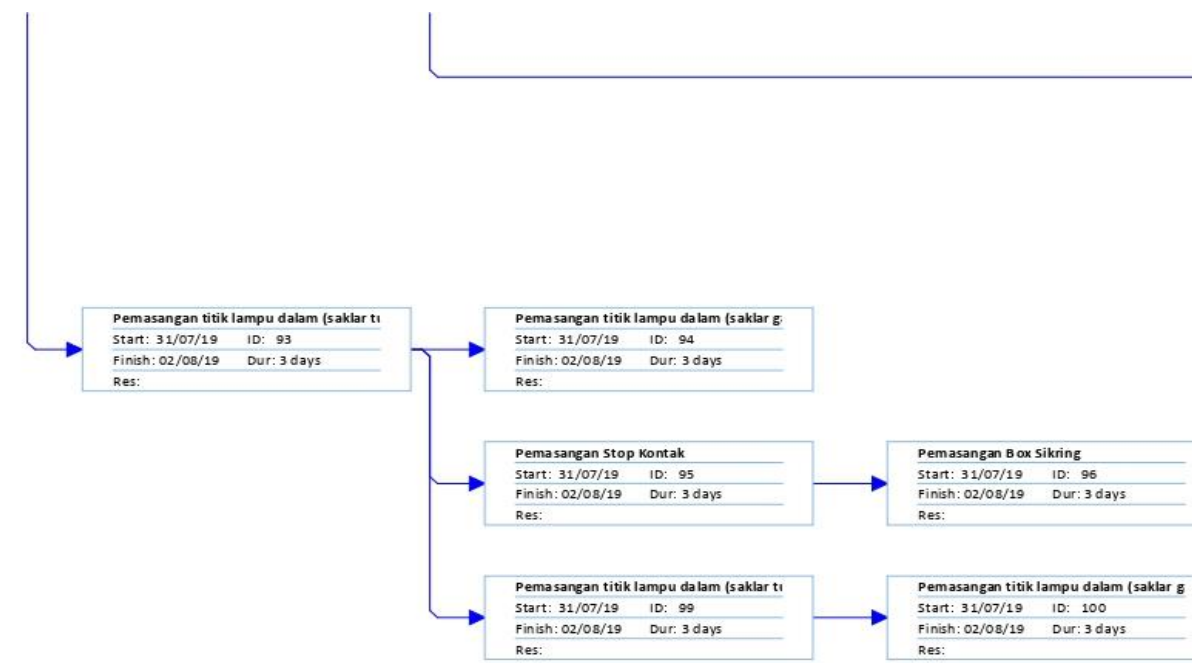 Pemasangan titik lampu dalam (saklar tu
Start: 31/07/19 ID: 93
Finish: 02/08/19 Dur: 3 days
Res:
Pemasangan titik lampu dalam (saklar ga
Start: 31/07/19 ID: 94
Finish: 02/08/19 Dur: 3 days
Res:
Pemasangan Stop Kontak
Start: 31/07/19 ID: 95
Finish: 02/08/19 Dur: 3 days
Res:
Pemasangan Box Sikring
Start: 31/07/19 ID: 96
Finish: 02/08/19 Dur: 3 days
Res:
Pemasangan titik lampu dalam (saklar tu
Start: 31/07/19 ID: 99
Finish: 02/08/19 Dur: 3 days
Res:
Pemasangan titik lampu dalam (saklar g
Start: 31/07/19 ID: 100
Finish: 02/08/19 Dur: 3 days
Res: